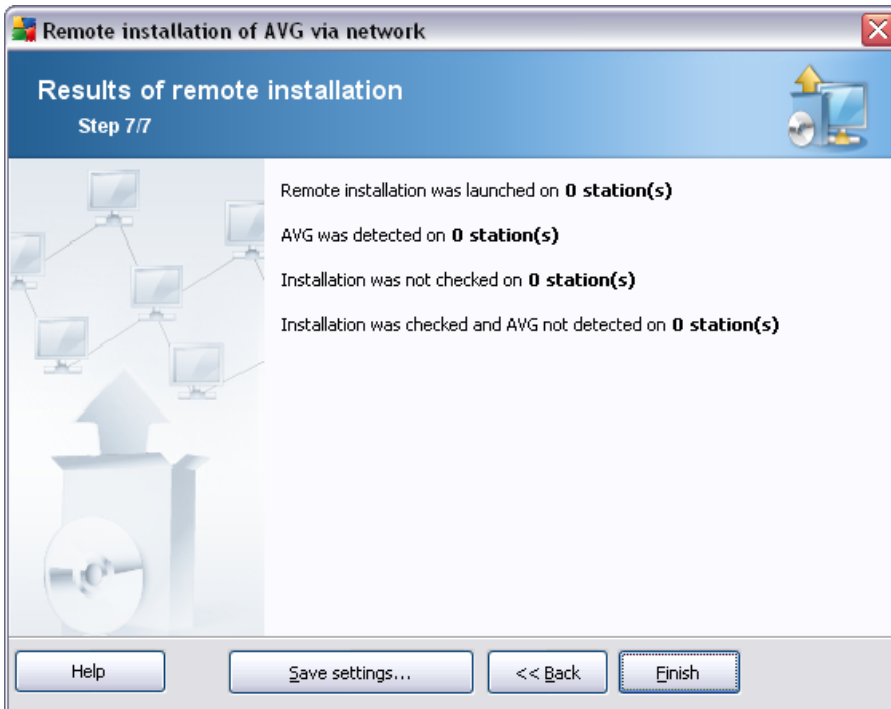 Remote installation of AVG via network
Results of remote installation
Step 7/7
Remote installation was launched on 0 station(s)
AVG was detected on 0 station(s)
Installation was not checked on 0 station(s)
Installation was checked and AVG not detected on 0 station(s)
Help
Save settings...
<< Back
Finish